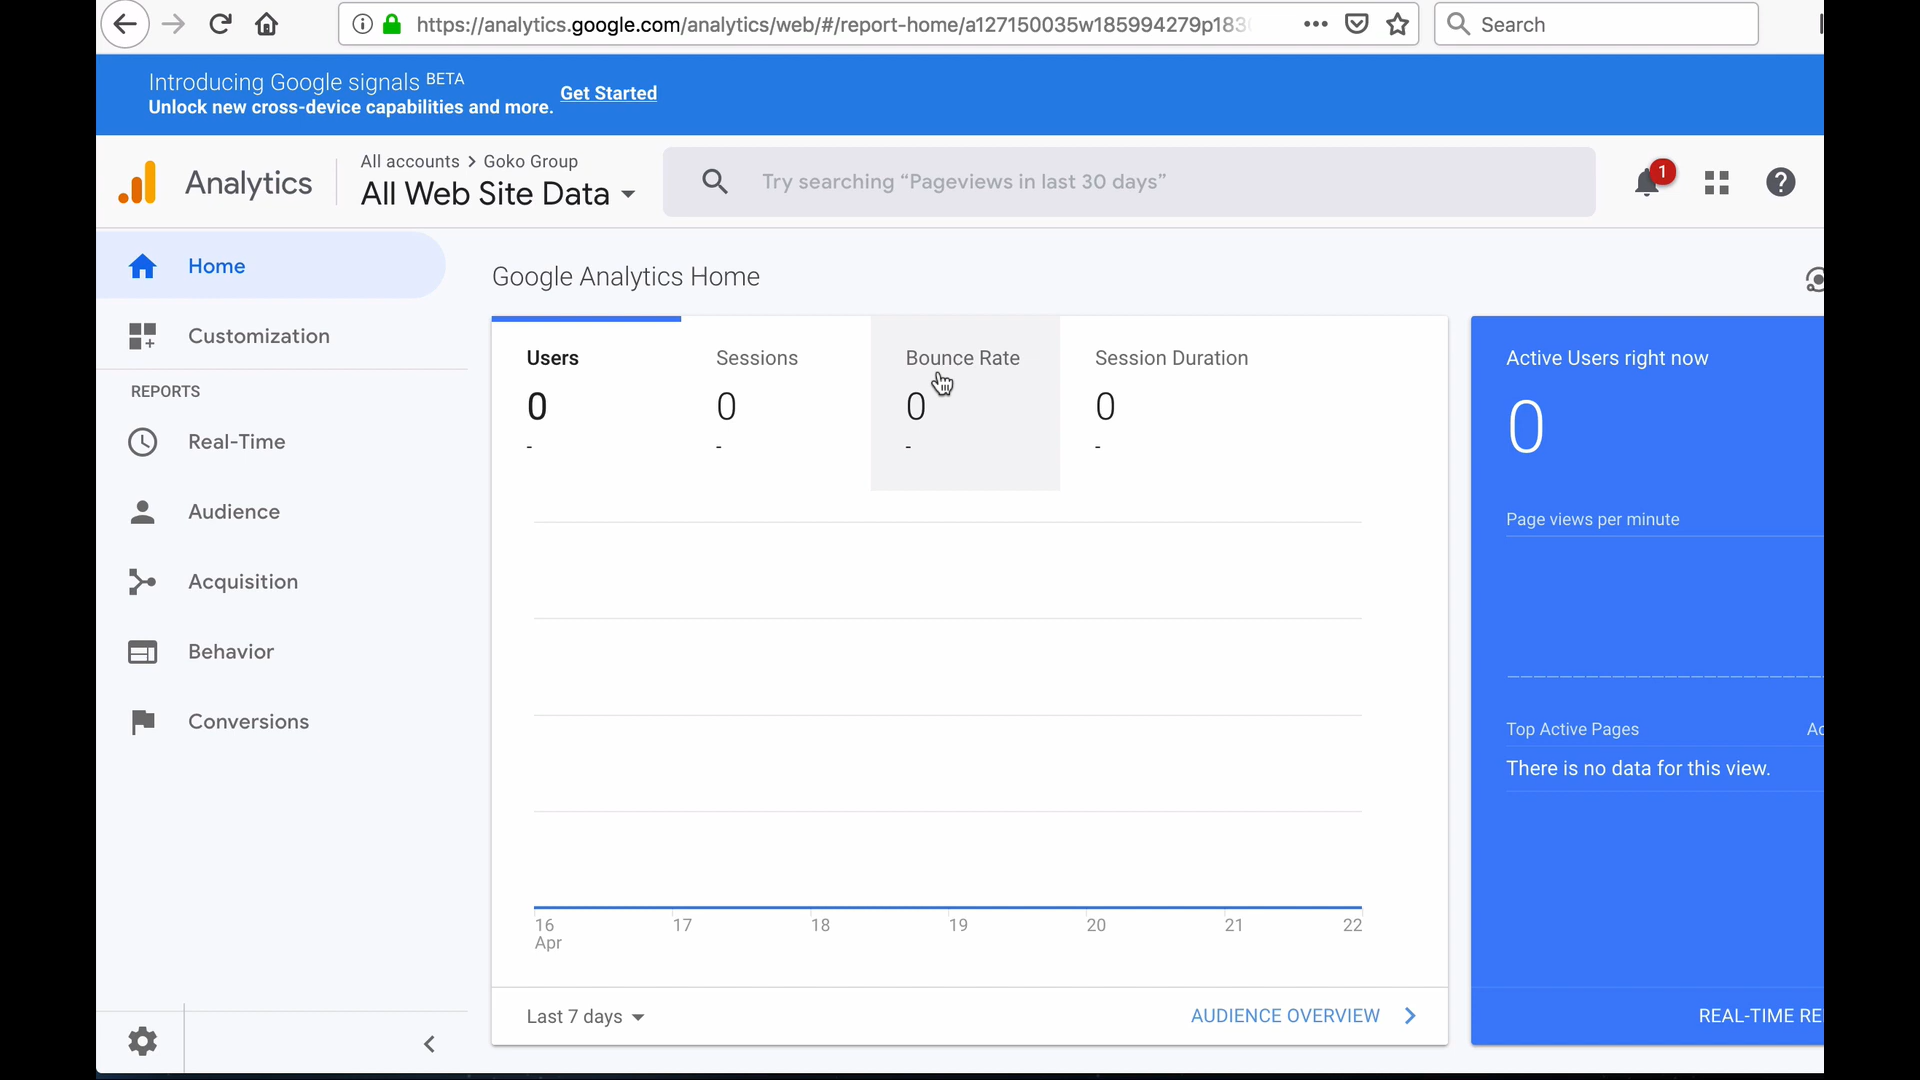 https://analytics.google.com/analytics/web/#/report-home/a127150035w185994279p183
Search
Introducing Google signals BETA
Unlock new cross-device capabilities and more.
Get Started
Analytics
All accounts > Goko Group
All Web Site Data
Try searching “Pageviews in last 30 days”
1
Home
Customization
REPORTS
Real-Time
Audience
Acquisition
Behavior
Conversions
Google Analytics Home
Users
0
-
Sessions
0
-
Bounce Rate
0
-
Session Duration
0
-
16 17 18 19 20 21 22
Apr
Last 7 days
AUDIENCE OVERVIEW
Active Users right now
0
Page views per minute
Top Active Pages
There is no data for this view.
REAL-TIME RE